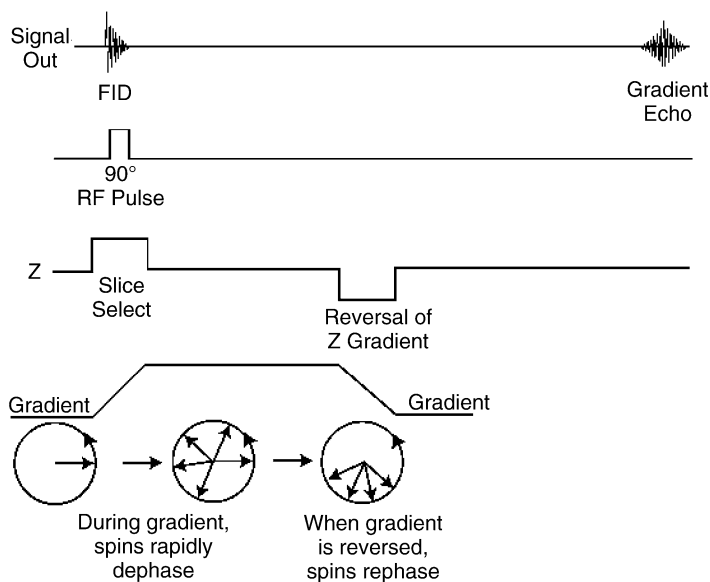 Signal
Out
FID
Gradient
Echo
90°
RF Pulse
Z
Slice
Select
Reversal of
Z Gradient
Gradient
Gradient
During gradient,
spins rapidly
dephase
When gradient
is reversed,
spins rephase